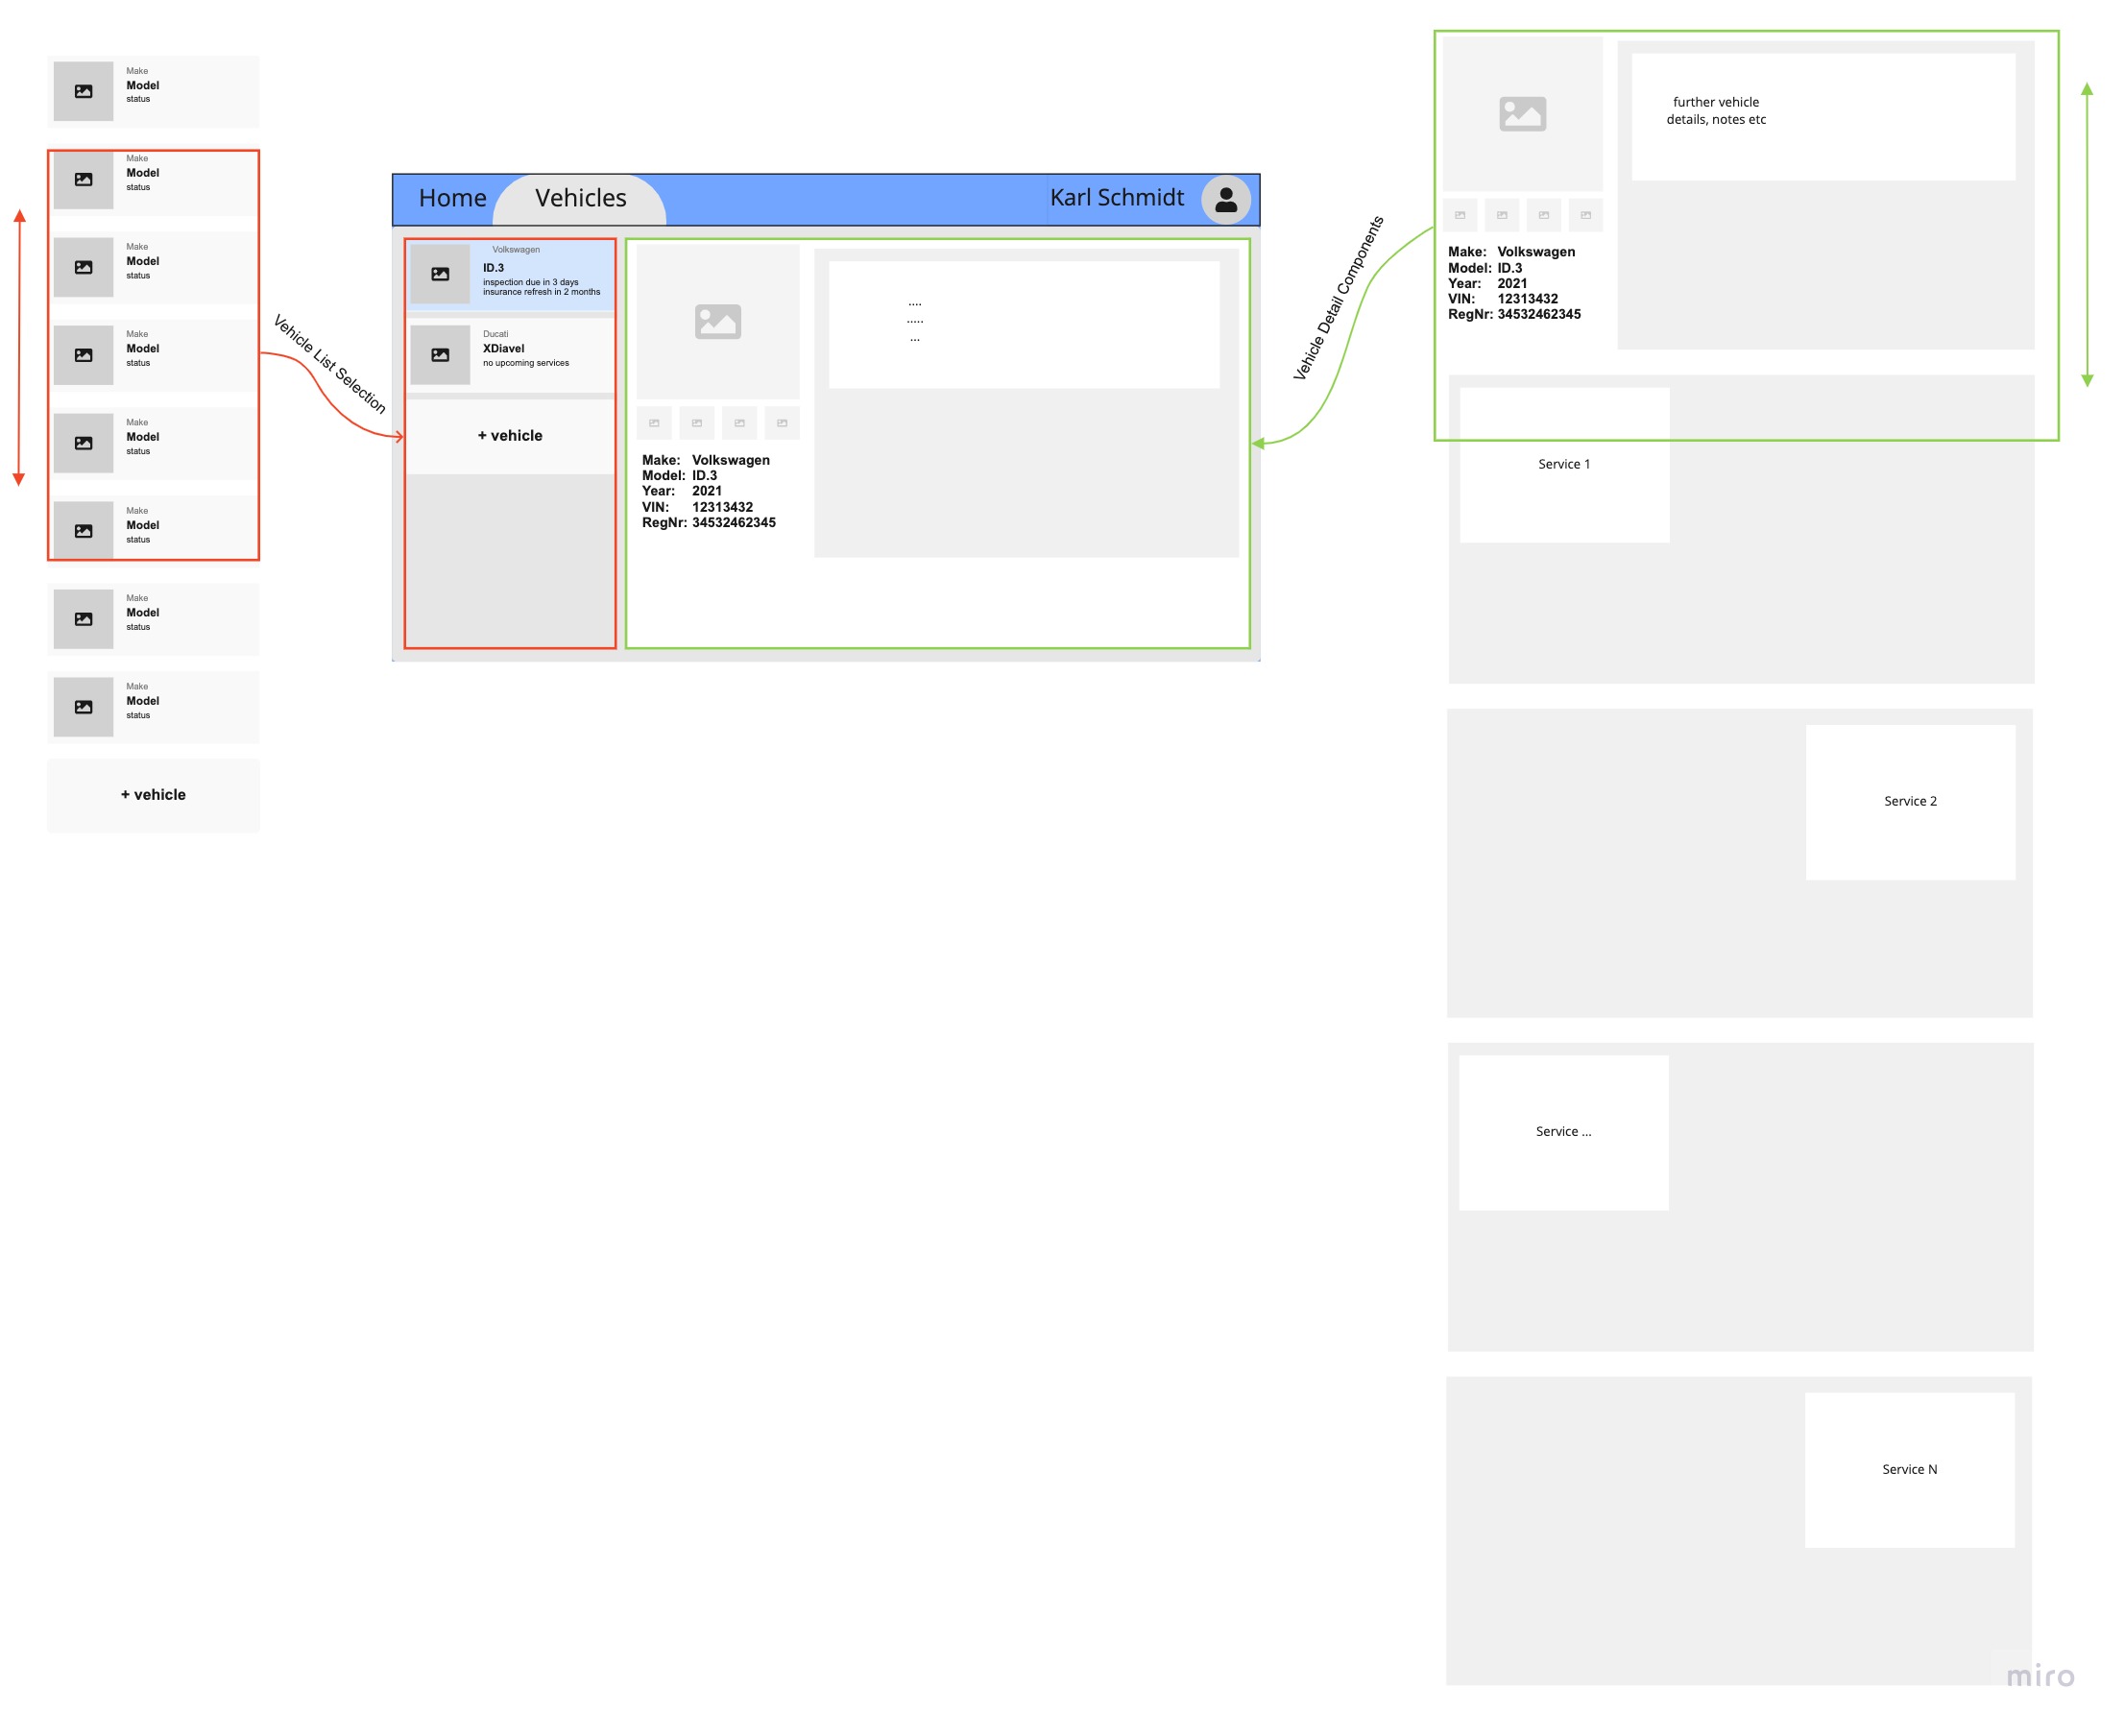 Make
Model
status
Make
Model
status
Make
Model
status
Make
Model
status
Make
Model
status
Make
Model
status
Make
Model
status
Make
Model
status
+ vehicle
Vehicle List Selection
Home
Vehicles
Karl Schmidt
Volkswagen
ID.3
inspection due in 3 days
insurance refresh in 2 months
Ducati
XDiavel
no upcoming services
+ vehicle
....
.....
...
Make: Volkswagen
Model: ID.3
Year: 2021
VIN: 12313432
RegNr: 34532462345
Vehicle Detail Components
further vehicle
details, notes etc
Make: Volkswagen
Model: ID.3
Year: 2021
VIN: 12313432
RegNr: 34532462345
Service 1
Service 2
Service ...
Service N
miro